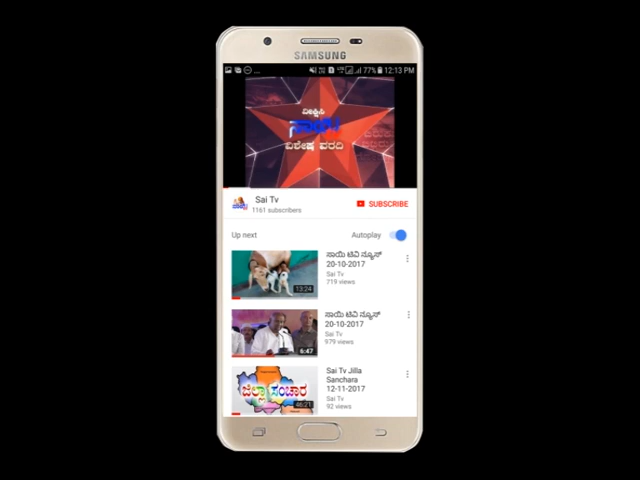 SAMSUNG
77% 12:13 PM
ವೀಕ್ಷಿಸಿ
ವಿಶೇಷ ವರದಿ
Sai Tv
1161 subscribers
SUBSCRIBE
Up next
Autoplay
ಸಾಯಿ ಟಿವಿ ನ್ಯೂಸ್
20-10-2017
Sai Tv
719 views
13:24
ಸಾಯಿ ಟಿವಿ ನ್ಯೂಸ್
20-10-2017
Sai Tv
979 views
6:47
Sai Tv Jilla
Sanchara
12-11-2017
Sai Tv
92 views
ಜಿಲ್ಲಾ ಸಂಚಾರ
46:21